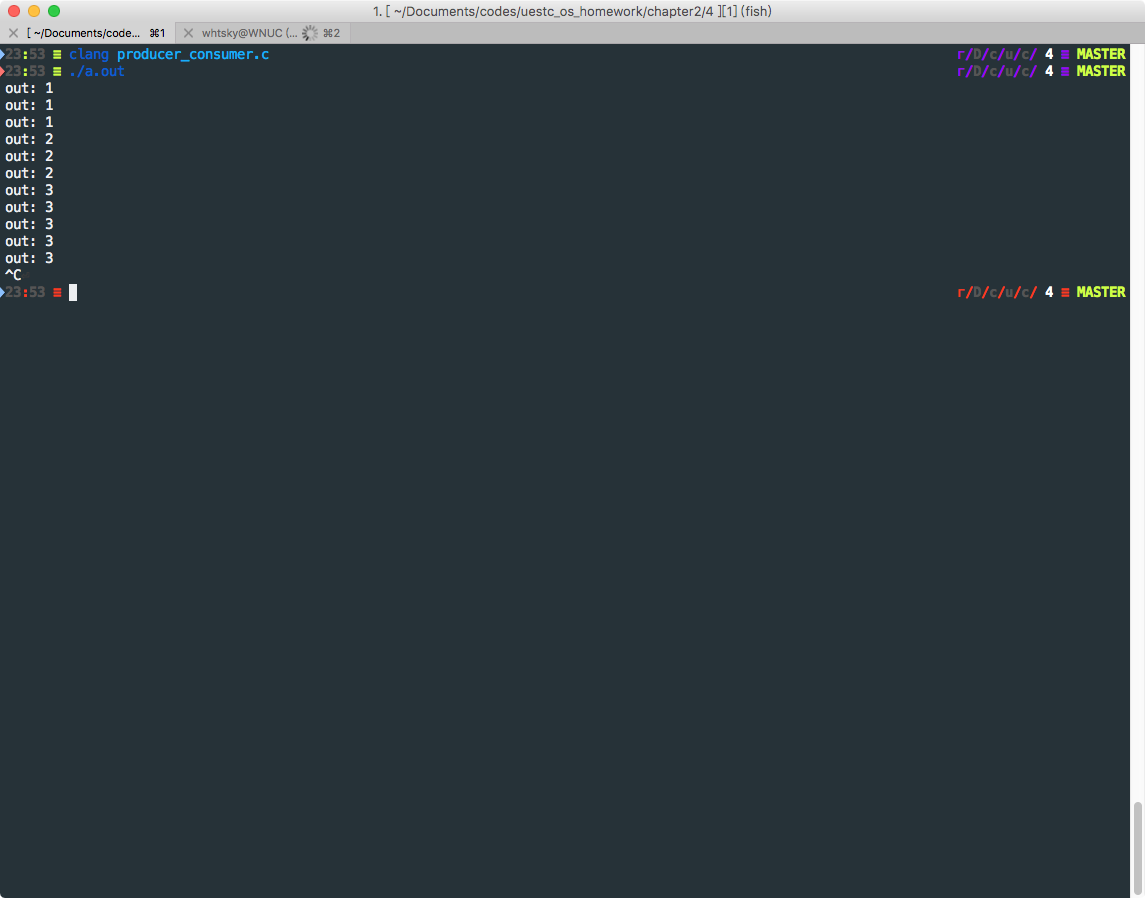 1. [ ~/Documents/codes/uestc_os_homework/chapter2/4 ][1] (fish)
[ ~/Documents/code... ⌘1 whtsky@WNUC (... ⌘2
23:53 ≡ clang producer_consumer.c r/D/c/u/c/ 4 ≡ MASTER
23:53 ≡ ./a.out r/D/c/u/c/ 4 ≡ MASTER
out: 1
out: 1
out: 1
out: 2
out: 2
out: 2
out: 3
out: 3
out: 3
out: 3
out: 3
^C
23:53 ≡ r/D/c/u/c/ 4 ≡ MASTER